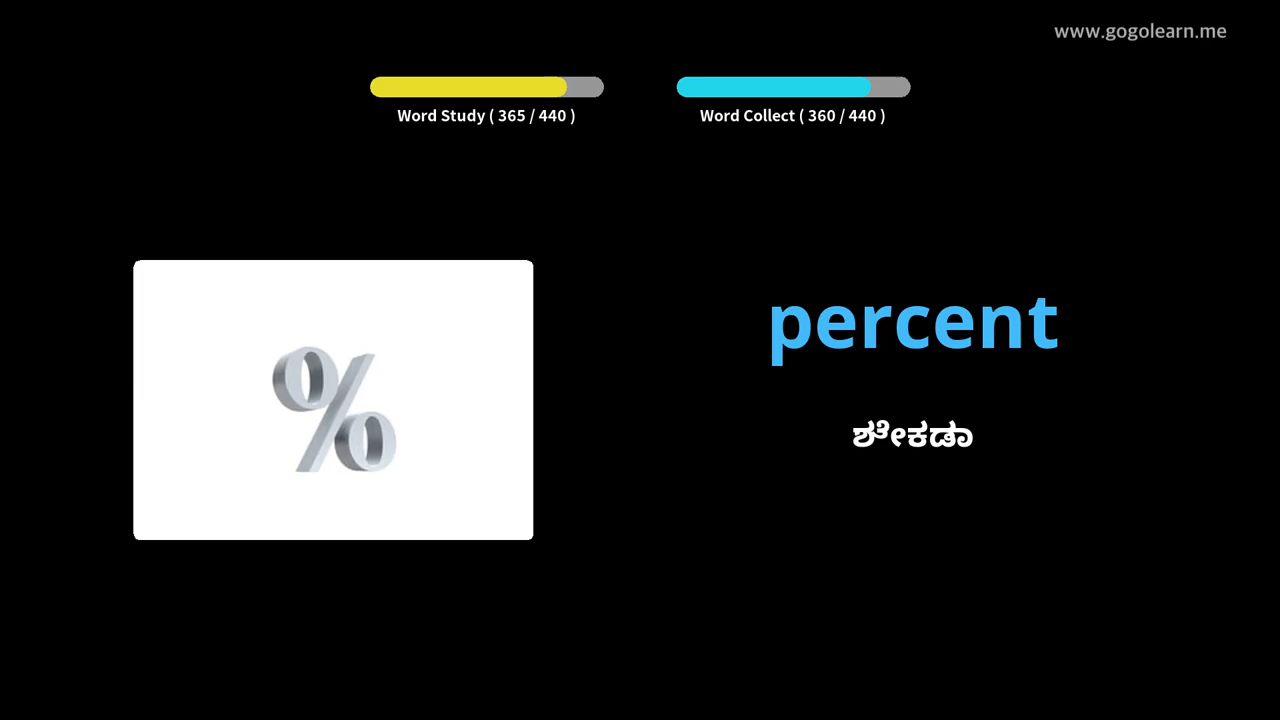 www.gogolearn.me
Word Study ( 365 / 440 )
Word Collect ( 360 / 440 )
%
percent
ಶೇಕಡಾ